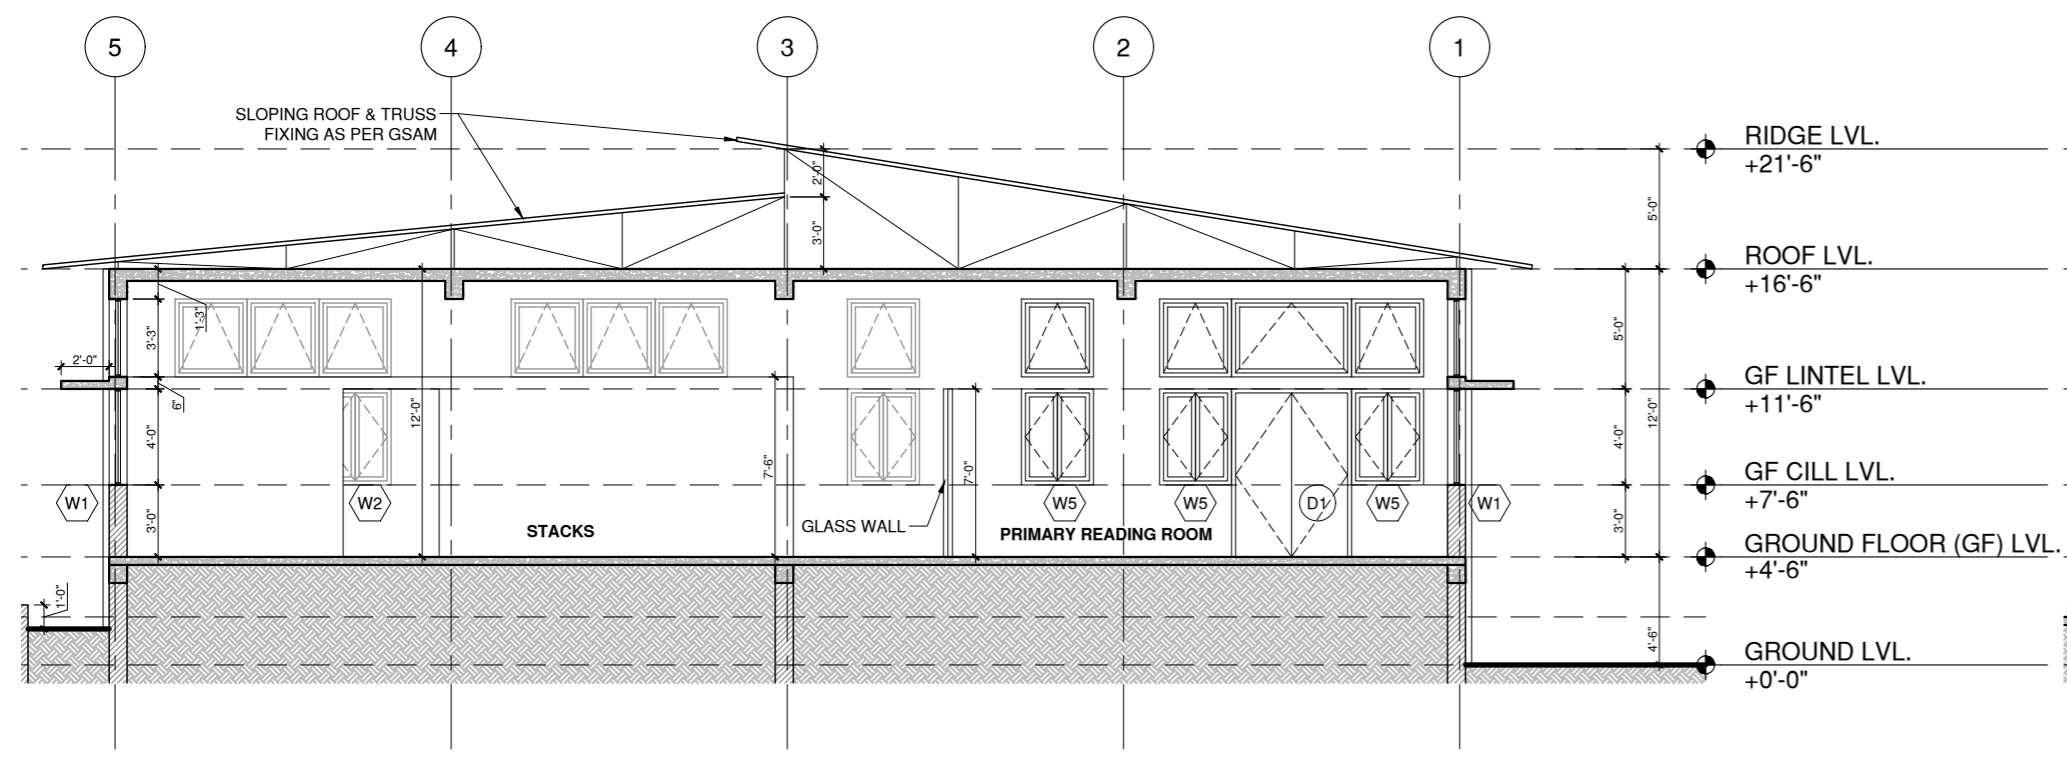 5
4
3
2
1
SLOPING ROOF & TRUSS
FIXING AS PER GSAM
RIDGE LVL.
+21'-6"
2'-0"
3'-0"
5'-0"
ROOF LVL.
+16'-6"
1'-3"
3'-3"
2'-0"
6"
12'-0"
4'-0"
3'-0"
7'-6"
7'-0"
5'-0"
4'-0"
3'-0"
12'-0"
GF LINTEL LVL.
+11'-6"
GF CILL LVL.
+7'-6"
W1
W2
W5
W5
D1
W5
W1
STACKS
GLASS WALL
PRIMARY READING ROOM
GROUND FLOOR (GF) LVL.
+4'-6"
1'-0"
4'-6"
GROUND LVL.
+0'-0"